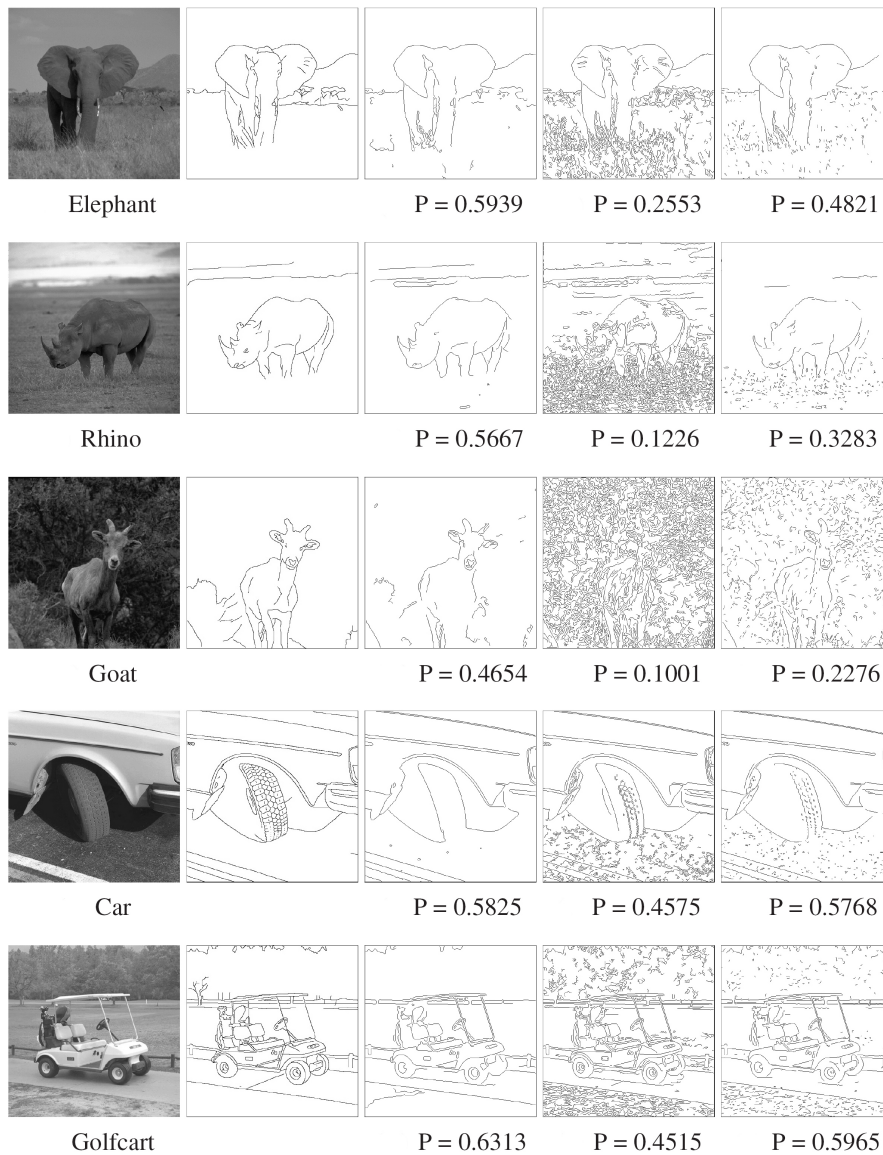 Elephant P = 0.5939 P = 0.2553 P = 0.4821
Rhino P = 0.5667 P = 0.1226 P = 0.3283
Goat P = 0.4654 P = 0.1001 P = 0.2276
Car P = 0.5825 P = 0.4575 P = 0.5768
Golfcart P = 0.6313 P = 0.4515 P = 0.5965